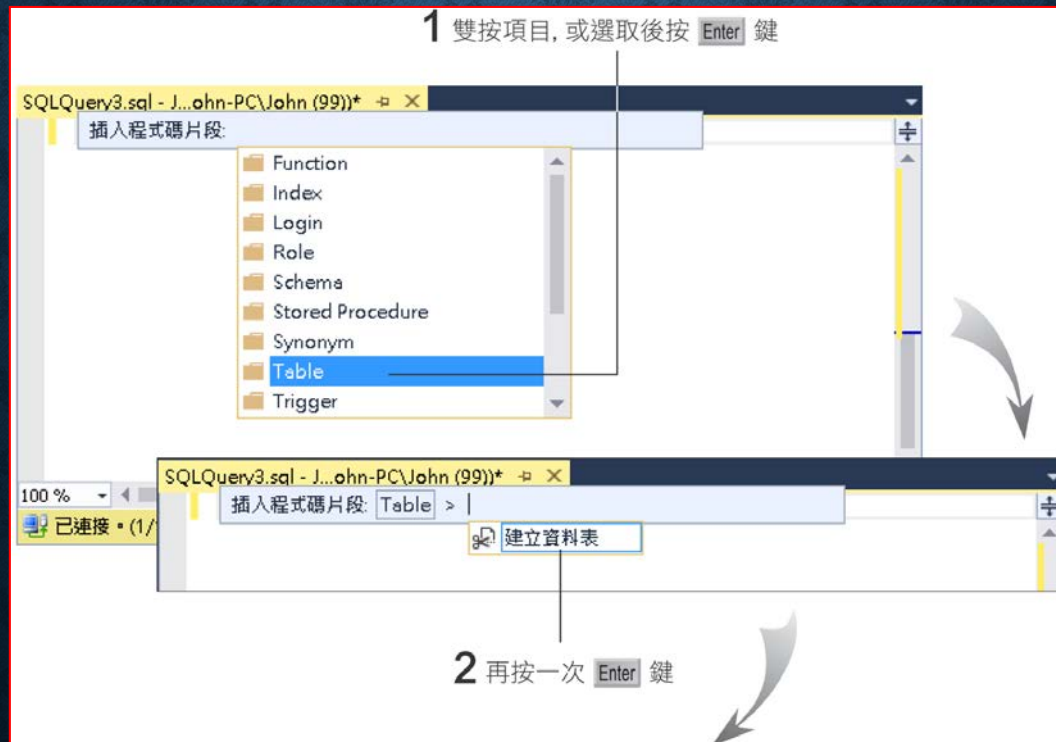 1 雙按項目, 或選取後按 Enter 鍵
SQLQuery3.sql - J...ohn-PC\John (99))*
插入程式碼片段:
Function
Index
Login
Role
Schema
Stored Procedure
Synonym
Table
Trigger
100 %
已連接。(1/
SQLQuery3.sql - J...ohn-PC\John (99))*
插入程式碼片段: Table >
建立資料表
2 再按一次 Enter 鍵